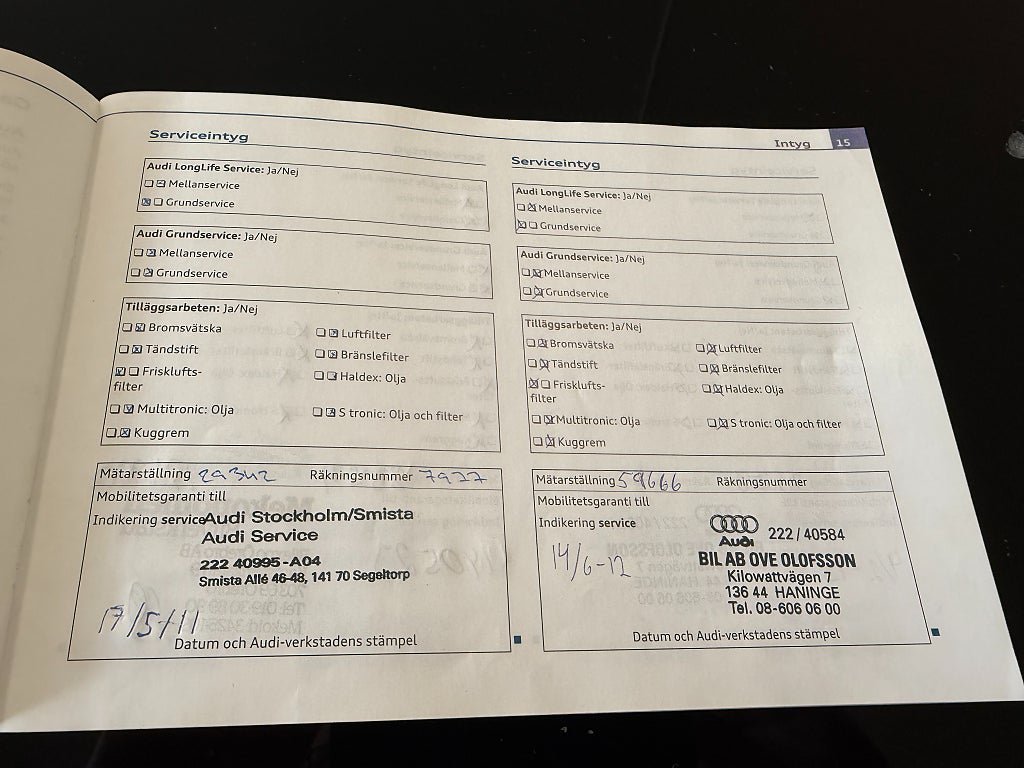 Intyg 15
Serviceintyg
Audi LongLife Service: Ja/Nej
Mellanservice
Grundservice
Audi Grundservice: Ja/Nej
Mellanservice
Grundservice
Tilläggsarbeten: Ja/Nej
Bromsvätska
Luftfilter
Tändstift
Bränslefilter
Frisklufts-
filter
Haldex: Olja
Multitronic: Olja
S tronic: Olja och filter
Kuggrem
Mätarställning 29342 Räkningsnummer 7927
Mobilitetsgaranti till
Indikering service
Audi Stockholm/Smista
Audi Service
222 40995-A04
Smista Allé 46-48, 141 70 Segeltorp
17/5-11
Datum och Audi-verkstadens stämpel
Serviceintyg
Audi LongLife Service: Ja/Nej
Mellanservice
Grundservice
Audi Grundservice: Ja/Nej
Mellanservice
Grundservice
Tilläggsarbeten: Ja/Nej
Bromsvätska
Luftfilter
Tändstift
Bränslefilter
Frisklufts-
filter
Haldex: Olja
Multitronic: Olja
S tronic: Olja och filter
Kuggrem
Mätarställning 59666 Räkningsnummer
Mobilitetsgaranti till
Indikering service
14/6-12
Audi 222/40584
BIL AB OVE OLOFSSON
Kilowattvägen 7
136 44 HANINGE
Tel. 08-606 06 00
Datum och Audi-verkstadens stämpel